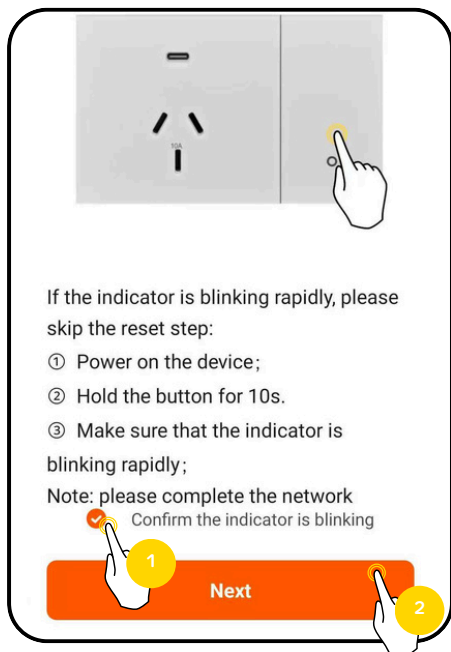 10A
If the indicator is blinking rapidly, please
skip the reset step:
① Power on the device;
② Hold the button for 10s.
③ Make sure that the indicator is
blinking rapidly;
Note: please complete the network
Confirm the indicator is blinking
1
Next
2